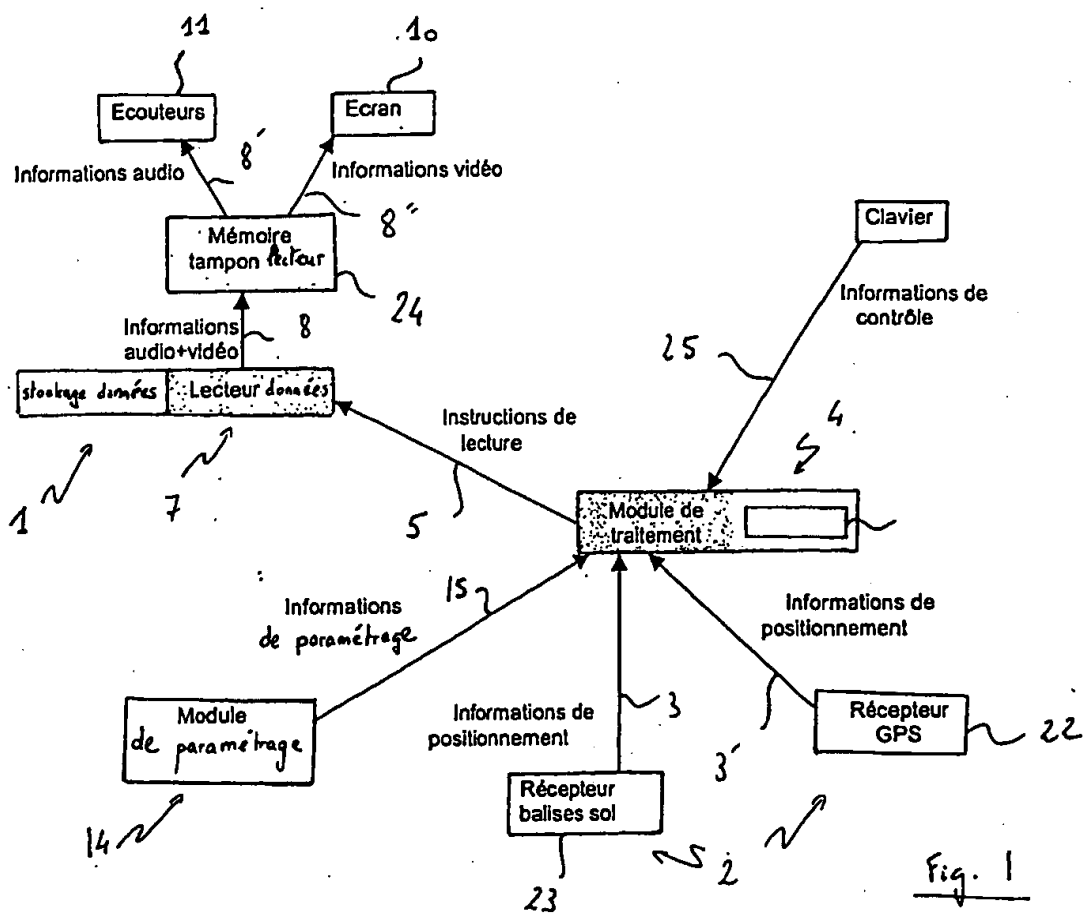 11
10
Ecouteurs
Ecran
8'
Informations audio
Informations vidéo
8"
Clavier
Mémoire
tampon lecteur
24
Informations
audio+vidéo
8
Informations de
contrôle
25
stockage données
Lecteur données
Instructions de
lecture
4
1
7
5
Module de
traitement
15
Informations
de paramétrage
Informations de
positionnement
Module
de paramétrage
Informations de
positionnement
3
3'
Récepteur
GPS
22
Récepteur
balises sol
14
23
2
Fig. 1